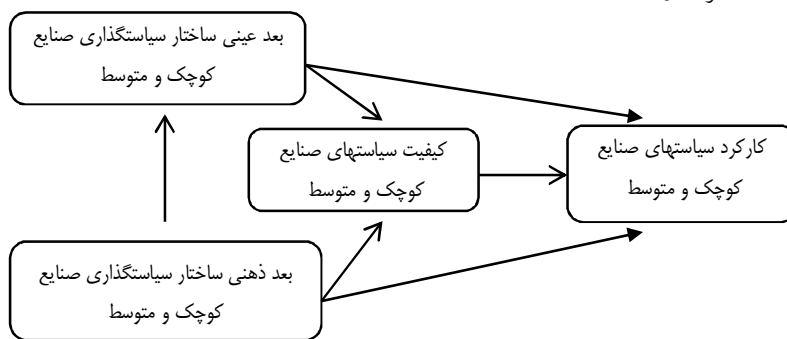 بعد عینی ساختار سیاستگذاری صنایع
کوچک و متوسط
کیفیت سیاستهای صنایع
کوچک و متوسط
کارکرد سیاستهای صنایع
کوچک و متوسط
بعد ذهنی ساختار سیاستگذاری صنایع
کوچک و متوسط